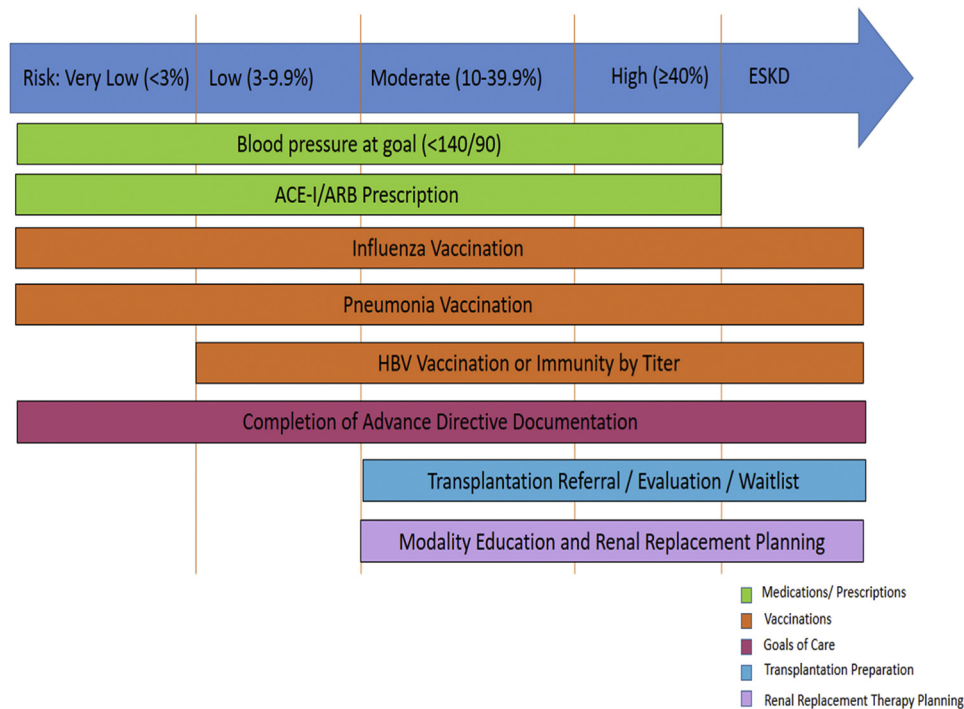 Risk: Very Low (<3%) Low (3-9.9%) Moderate (10-39.9%) High (≥40%) ESKD
Blood pressure at goal (<140/90)
ACE-I/ARB Prescription
Influenza Vaccination
Pneumonia Vaccination
HBV Vaccination or Immunity by Titer
Completion of Advance Directive Documentation
Transplantation Referral / Evaluation / Waitlist
Modality Education and Renal Replacement Planning
Medications/ Prescriptions
Vaccinations
Goals of Care
Transplantation Preparation
Renal Replacement Therapy Planning